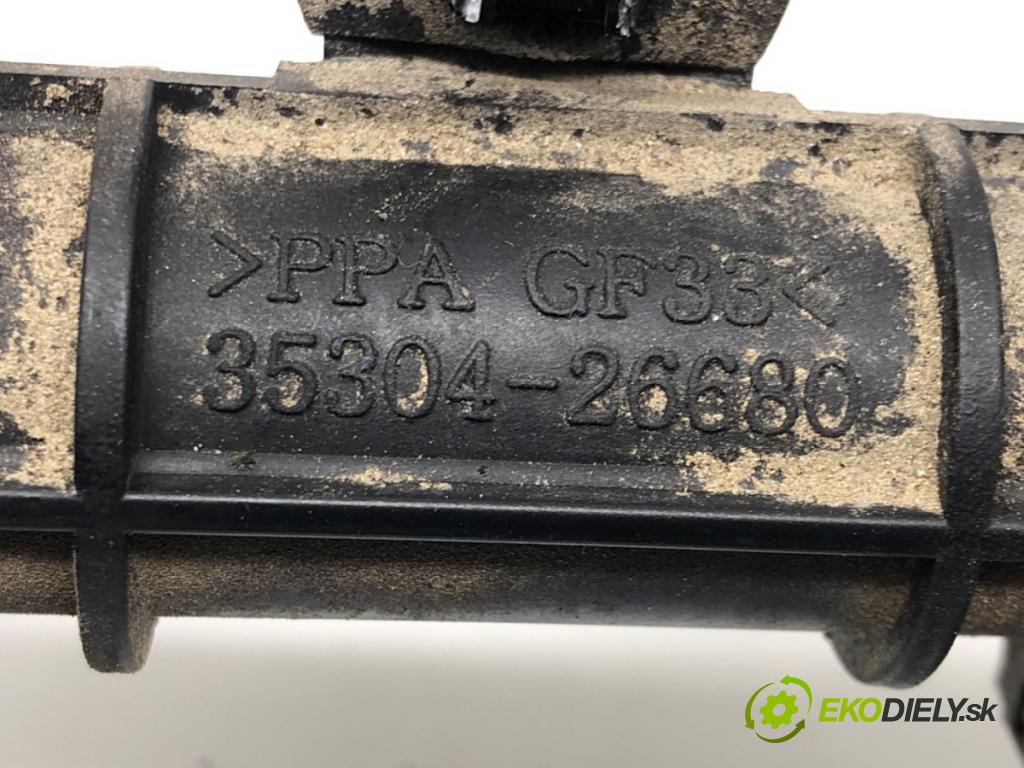 >PPA GF33<
35304-26680
EKODIELY.sk